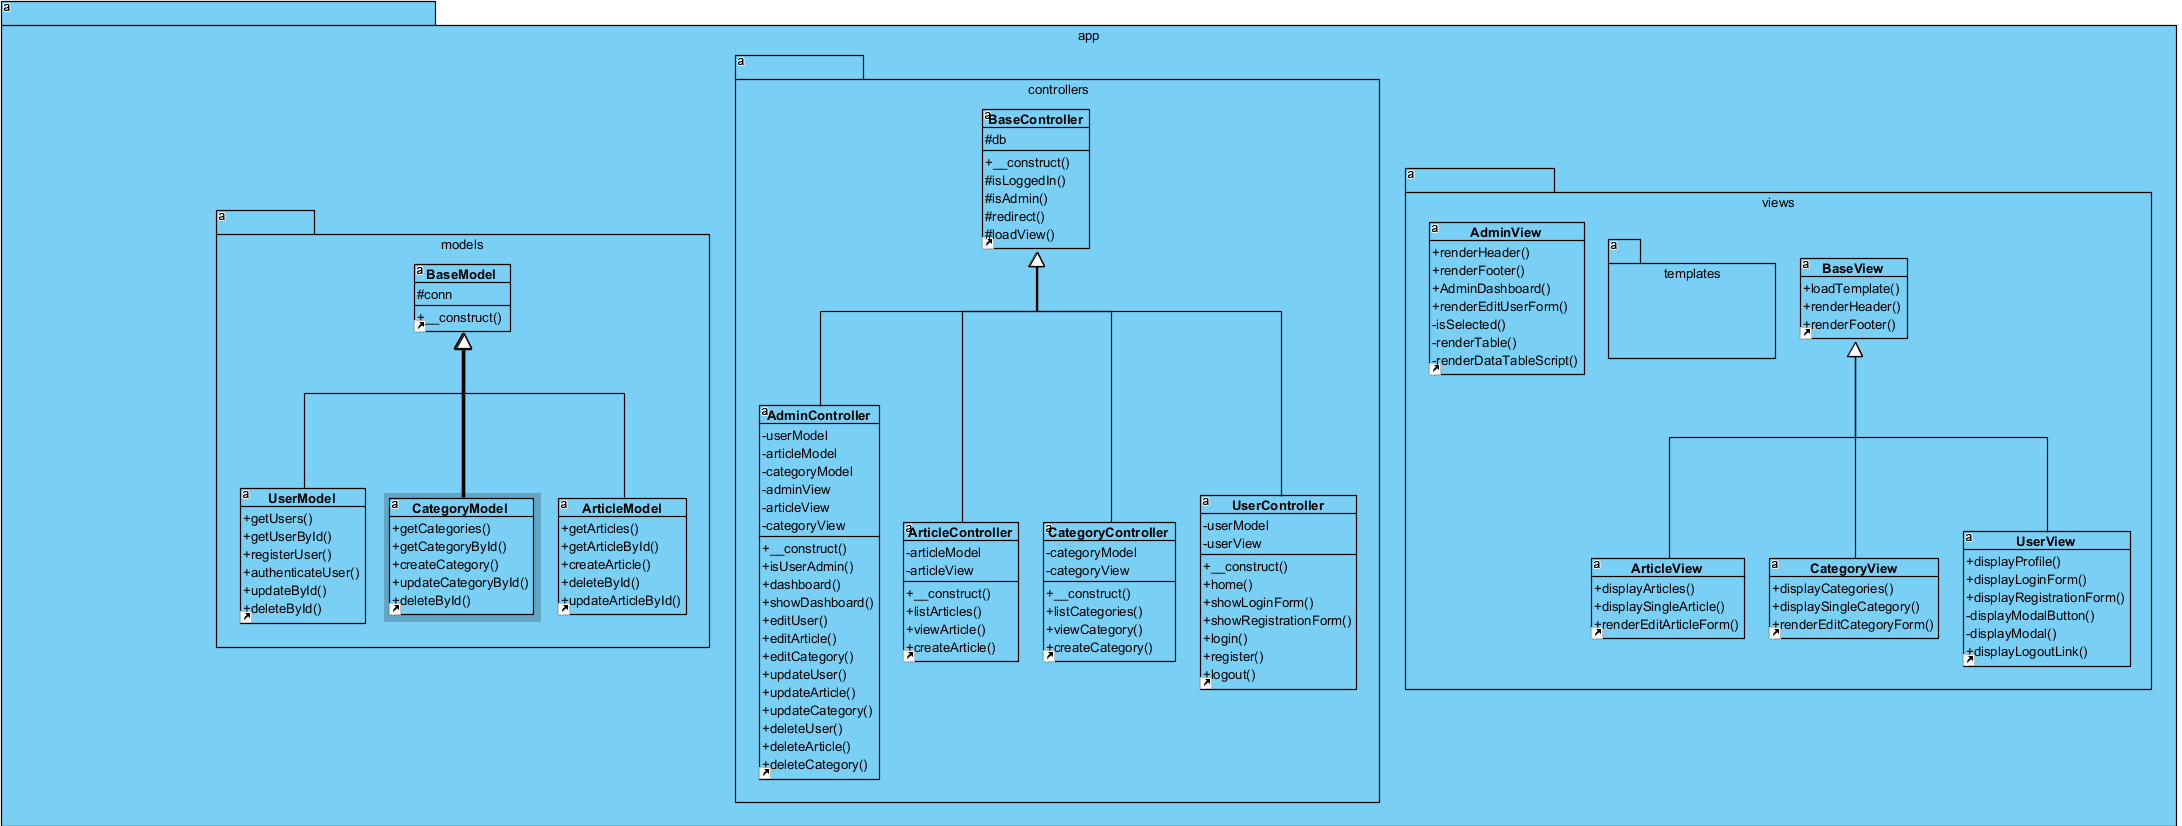 a
app
a
models
a
BaseModel
#conn
+__construct()
a
UserModel
+getUsers()
+getUserById()
+registerUser()
+authenticateUser()
+updateById()
+deleteById()
a
CategoryModel
+getCategories()
+getCategoryById()
+createCategory()
+updateCategoryById()
+deleteById()
a
ArticleModel
+getArticles()
+getArticleById()
+createArticle()
+deleteById()
+updateArticleById()
a
controllers
a
BaseController
#db
+__construct()
#isLoggedIn()
#isAdmin()
#redirect()
#loadView()
a
AdminController
-userModel
-articleModel
-categoryModel
-adminView
-articleView
-categoryView
+__construct()
+isUserAdmin()
+dashboard()
+showDashboard()
+editUser()
+editArticle()
+editCategory()
+updateUser()
+updateArticle()
+updateCategory()
+deleteUser()
+deleteArticle()
+deleteCategory()
a
ArticleController
-articleModel
-articleView
+__construct()
+listArticles()
+viewArticle()
+createArticle()
a
CategoryController
-categoryModel
-categoryView
+__construct()
+listCategories()
+viewCategory()
+createCategory()
a
UserController
-userModel
-userView
+__construct()
+home()
+showLoginForm()
+showRegistrationForm()
+login()
+register()
+logout()
a
views
a
AdminView
+renderHeader()
+renderFooter()
+AdminDashboard()
+renderEditUserForm()
-isSelected()
-renderTable()
-renderDataTableScript()
a
templates
a
BaseView
+loadTemplate()
+renderHeader()
+renderFooter()
a
ArticleView
+displayArticles()
+displaySingleArticle()
+renderEditArticleForm()
a
CategoryView
+displayCategories()
+displaySingleCategory()
+renderEditCategoryForm()
a
UserView
+displayProfile()
+displayLoginForm()
+displayRegistrationForm()
-displayModalButton()
-displayModal()
+displayLogoutLink()